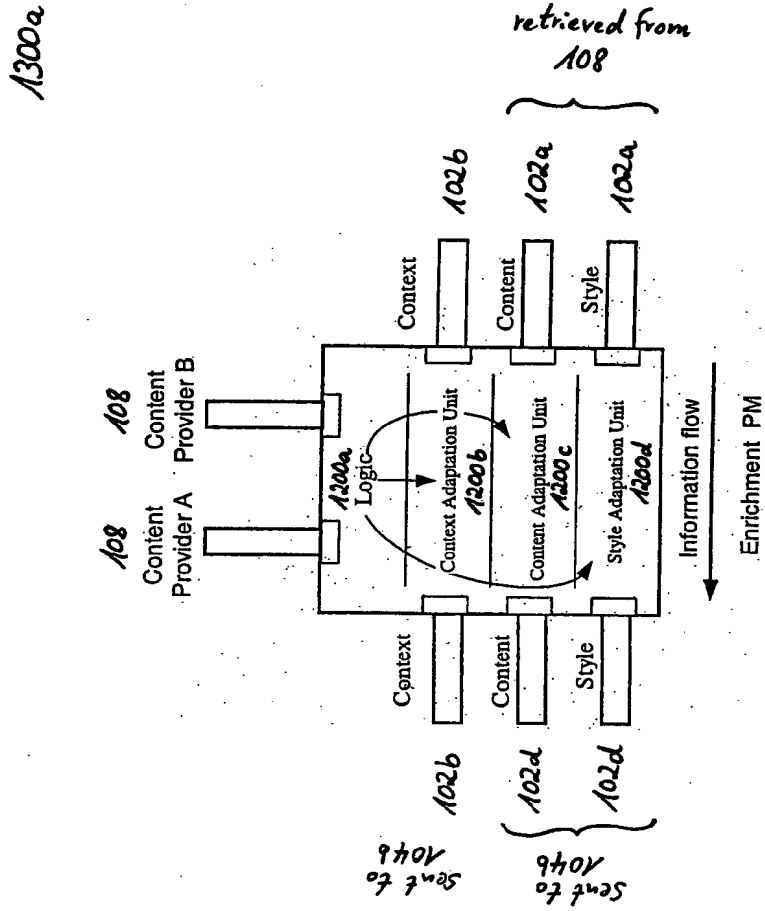 1300a
retrieved from
108
108
Content
Provider A
108
Content
Provider B
1200a
Logic
Context
102b
Context
102b
Context Adaptation Unit
1200b
Content
102d
Content
102a
Content Adaptation Unit
1200c
Style
102d
Style
102a
Style Adaptation Unit
1200d
sent to
104b
sent to
104b
Information flow
Enrichment PM